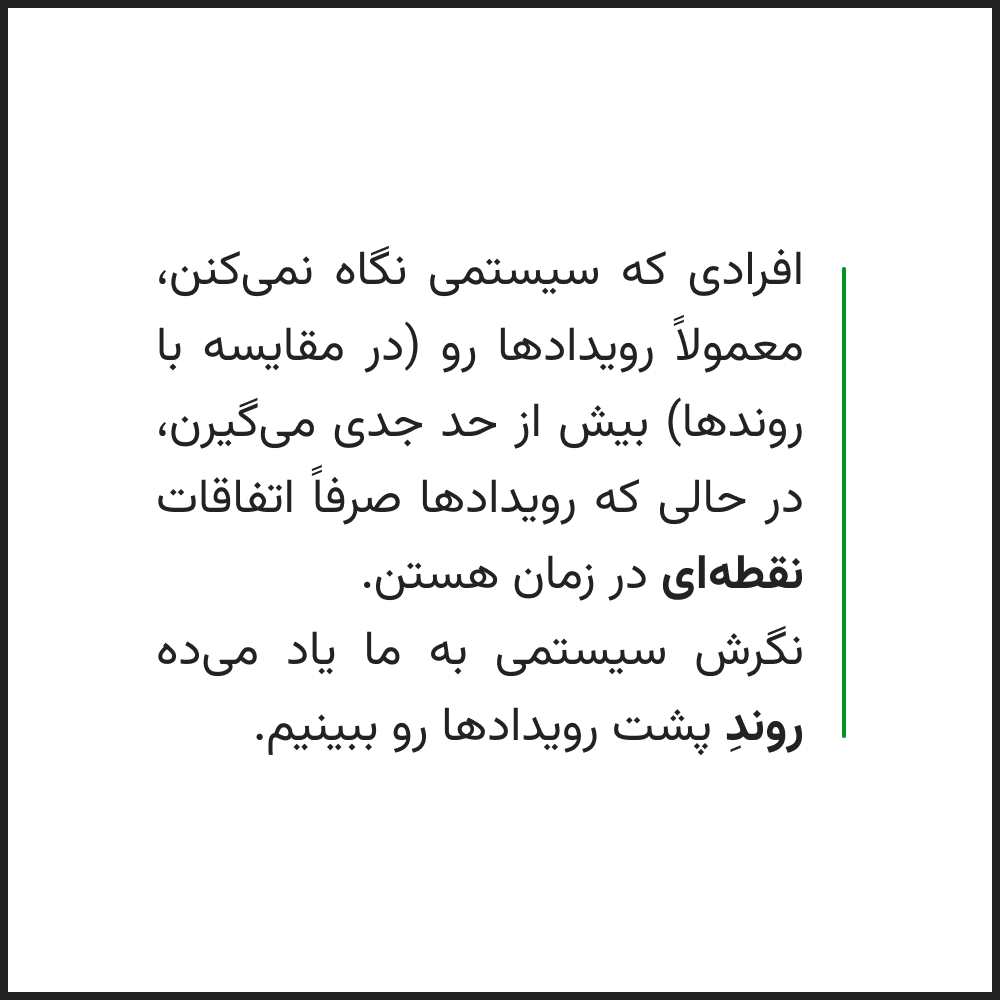 افرادی که سیستمی نگاه نمی‌کنن،
معمولاً رویدادها رو (در مقایسه با
روندها) بیش از حد جدی می‌گیرن،
در حالی که رویدادها صرفاً اتفاقات
نقطه‌ای در زمان هستن.
نگرش سیستمی به ما یاد می‌ده
روندِ پشت رویدادها رو ببینیم.